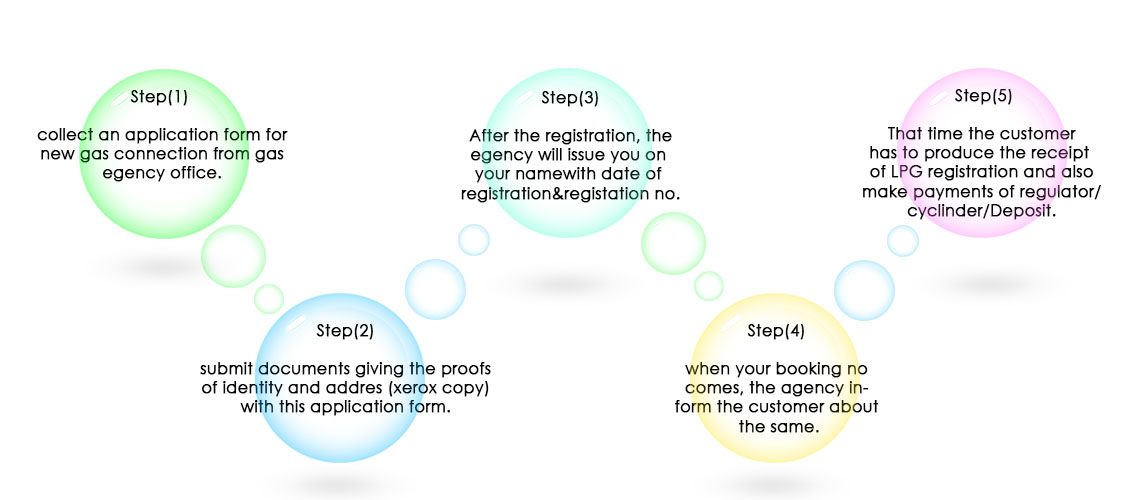 Step(1)
collect an application form for
new gas connection from gas
egency office.
Step(2)
submit documents giving the proofs
of identity and addres (xerox copy)
with this application form.
Step(3)
After the registration, the
egency will issue you on
your namewith date of
registration&registation no.
Step(4)
when your booking no
comes, the agency in-
form the customer about
the same.
Step(5)
That time the customer
has to produce the receipt
of LPG registration and also
make payments of regulator/
cyclinder/Deposit.